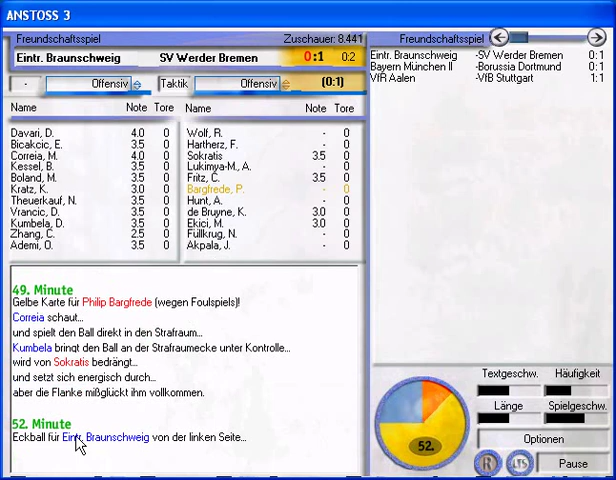 ANSTOSS 3
Freundschaftsspiel Zuschauer: 8.441
Eintr. Braunschweig SV Werder Bremen 0:1 0:2
- Offensiv Taktik Offensiv (0:1)
Name Note Tore Name Note Tore
Davari, D. 4.0 0 Wolf, R. - 0
Bicakcic, E. 3.5 0 Hartherz, F. - 0
Correia, M. 4.0 0 Sokratis 3.5 0
Kessel, B. 3.5 0 Lukimya-M., A. - 0
Boland, M. 3.5 0 Fritz, C. 3.5 0
Kratz, K. 3.0 0 Bargfrede, P. - 0
Theuerkauf, N. 3.5 0 Hunt, A. - 0
Vrancic, D. 3.5 0 de Bruyne, K. 3.0 0
Kumbela, D. 3.5 0 Ekici, M. 3.0 0
Zhang, C. 2.5 0 Füllkrug, N. - 0
Ademi, O. 3.5 0 Akpala, J. - 0
49. Minute
Gelbe Karte für Philip Bargfrede (wegen Foulspiels)!
Correia schaut...
und spielt den Ball direkt in den Strafraum...
Kumbela bringt den Ball an der Strafraumecke unter Kontrolle...
wird von Sokratis bedrängt...
und setzt sich energisch durch...
aber die Flanke mißglückt ihm vollkommen.
52. Minute
Eckball für Eintr. Braunschweig von der linken Seite...
Freundschaftsspiel
Eintr. Braunschweig -SV Werder Bremen 0:1
Bayern München II -Borussia Dortmund 0:1
VfR Aalen -VfB Stuttgart 1:1
Textgeschw. Häufigkeit
Länge Spielgeschw.
52.
Optionen
R LTS Pause